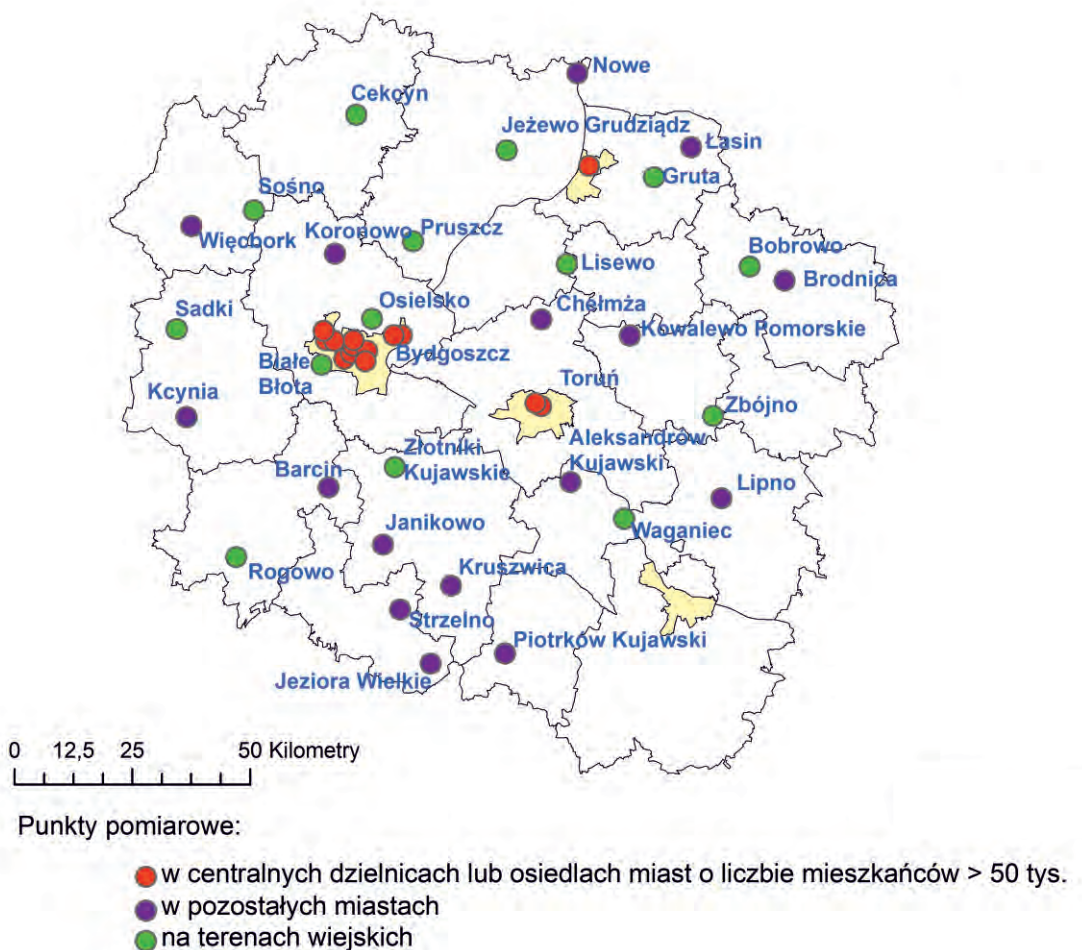 Nowe
Cekcyn
Jeżewo Grudziądz
Łasin
Gruta
Sośno
Więcbork
Koronowo
Pruszcz
Bobrowo
Lisewo
Brodnica
Sadki
Osielsko
Chełmża
Kowalewo Pomorskie
Bydgoszcz
Białe
Błota
Toruń
Kcynia
Zbójno
Aleksandrów
Kujawski
Złotniki
Kujawskie
Barcin
Lipno
Janikowo
Waganiec
Rogowo
Kruszwica
Strzelno
Piotrków Kujawski
Jeziora Wielkie
0 12,5 25 50 Kilometry
Punkty pomiarowe:
w centralnych dzielnicach lub osiedlach miast o liczbie mieszkańców > 50 tys.
w pozostałych miastach
na terenach wiejskich